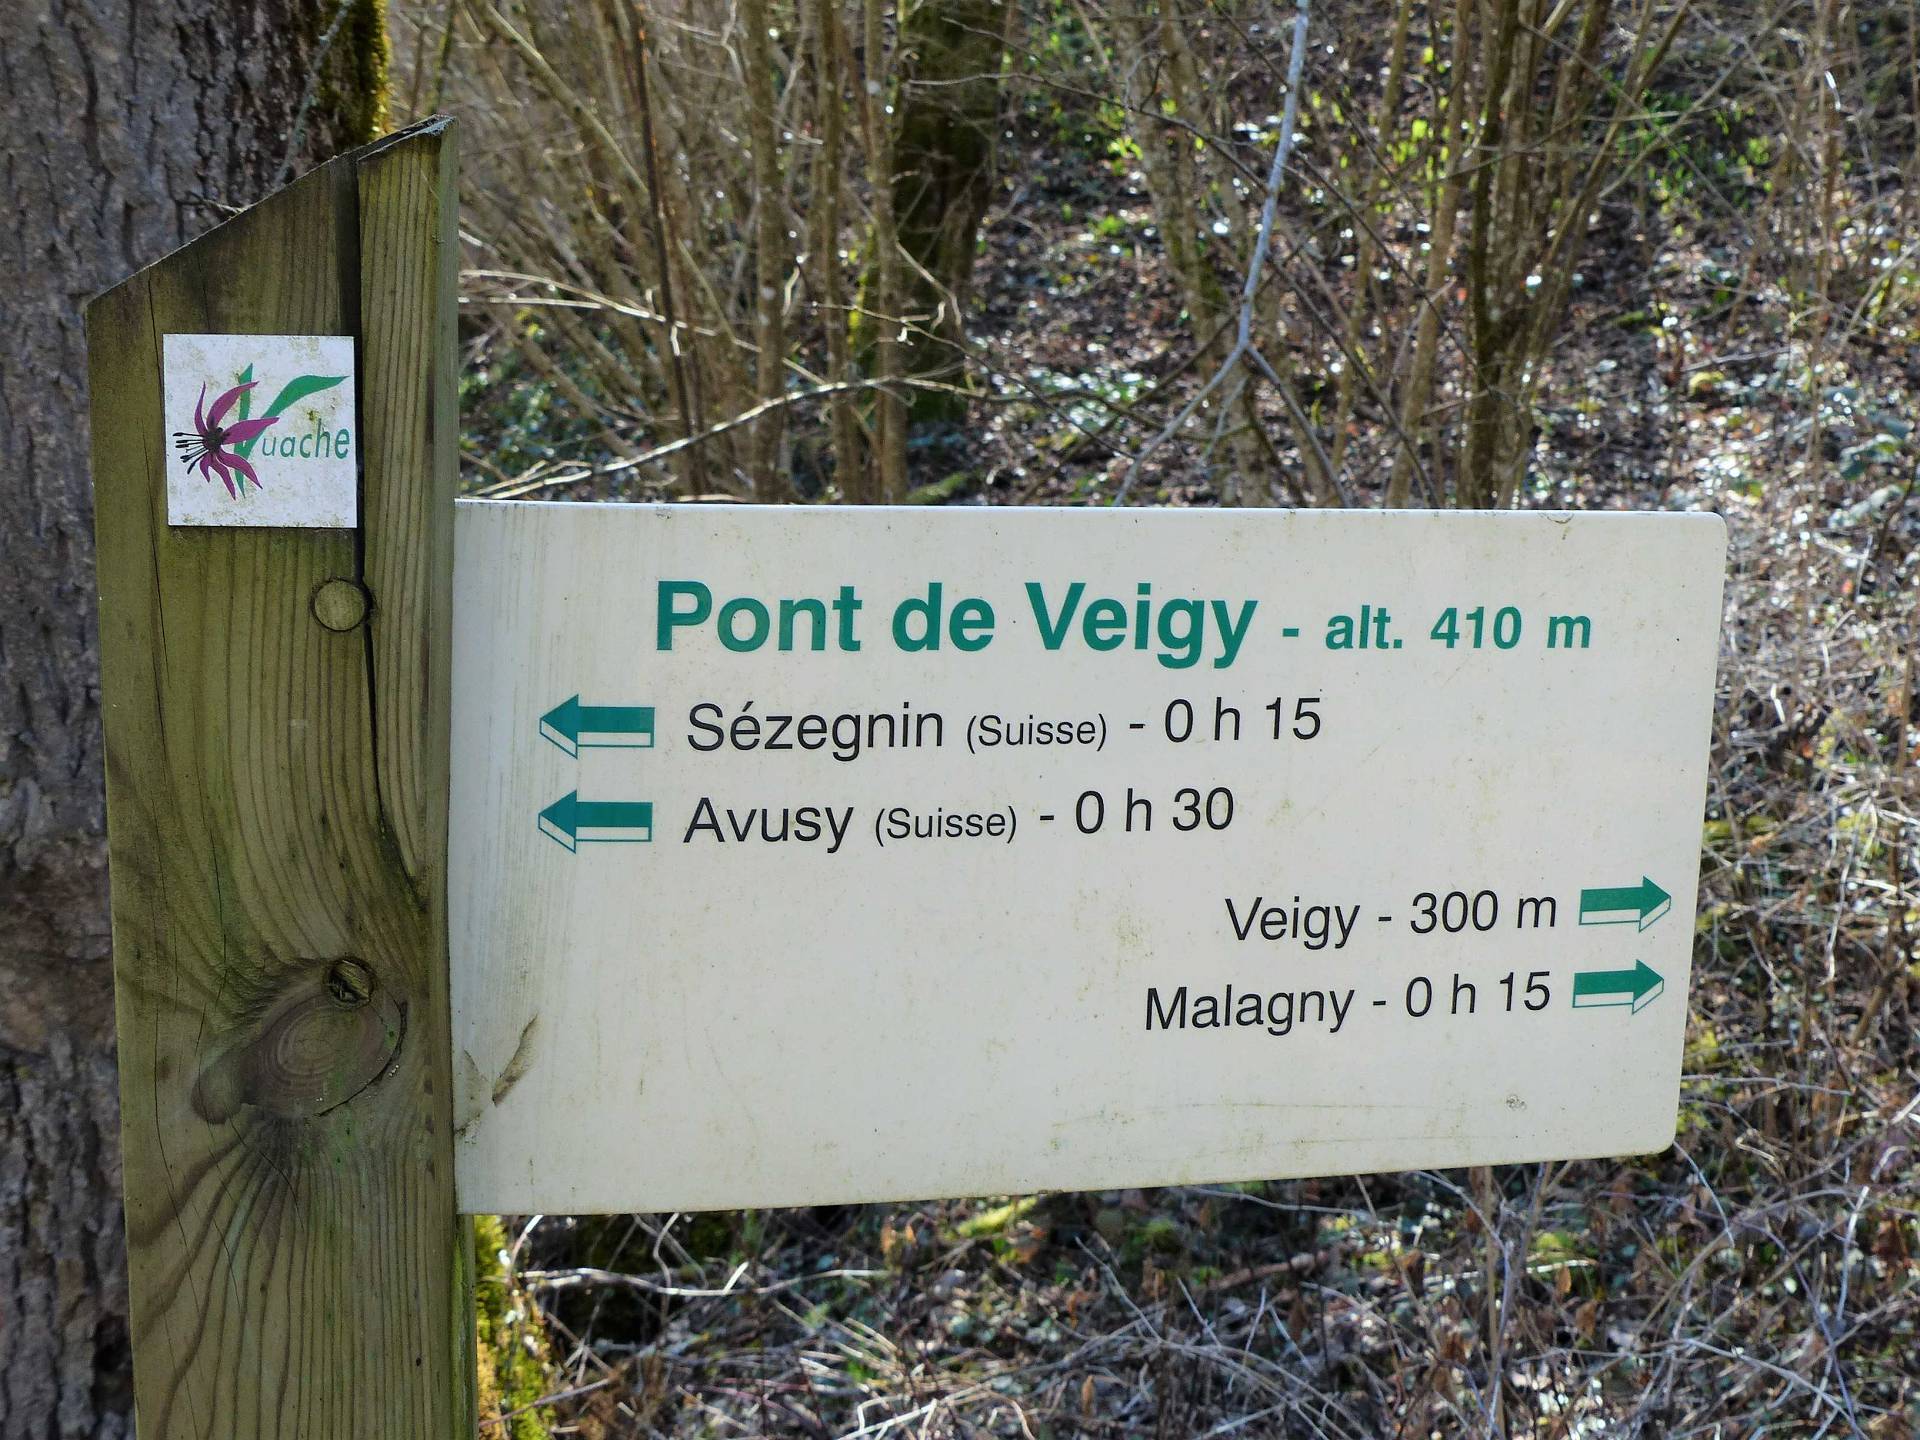 Vuache
Pont de Veigy - alt. 410 m
Sézegnin (Suisse) - 0 h 15
Avusy (Suisse) - 0 h 30
Veigy - 300 m
Malagny - 0 h 15